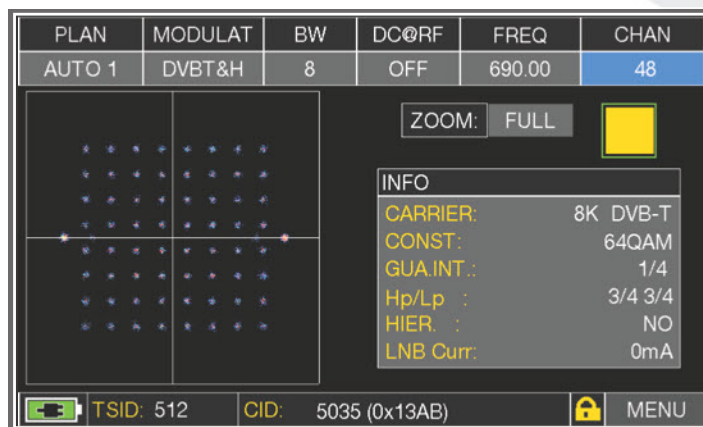 PLAN MODULAT BW DC@RF FREQ CHAN
AUTO 1 DVBT&H 8 OFF 690.00 48
ZOOM: FULL
INFO
CARRIER: 8K DVB-T
CONST: 64QAM
GUA.INT.: 1/4
Hp/Lp : 3/4 3/4
HIER. : NO
LNB Curr: 0mA
TSID: 512 CID: 5035 (0x13AB) MENU